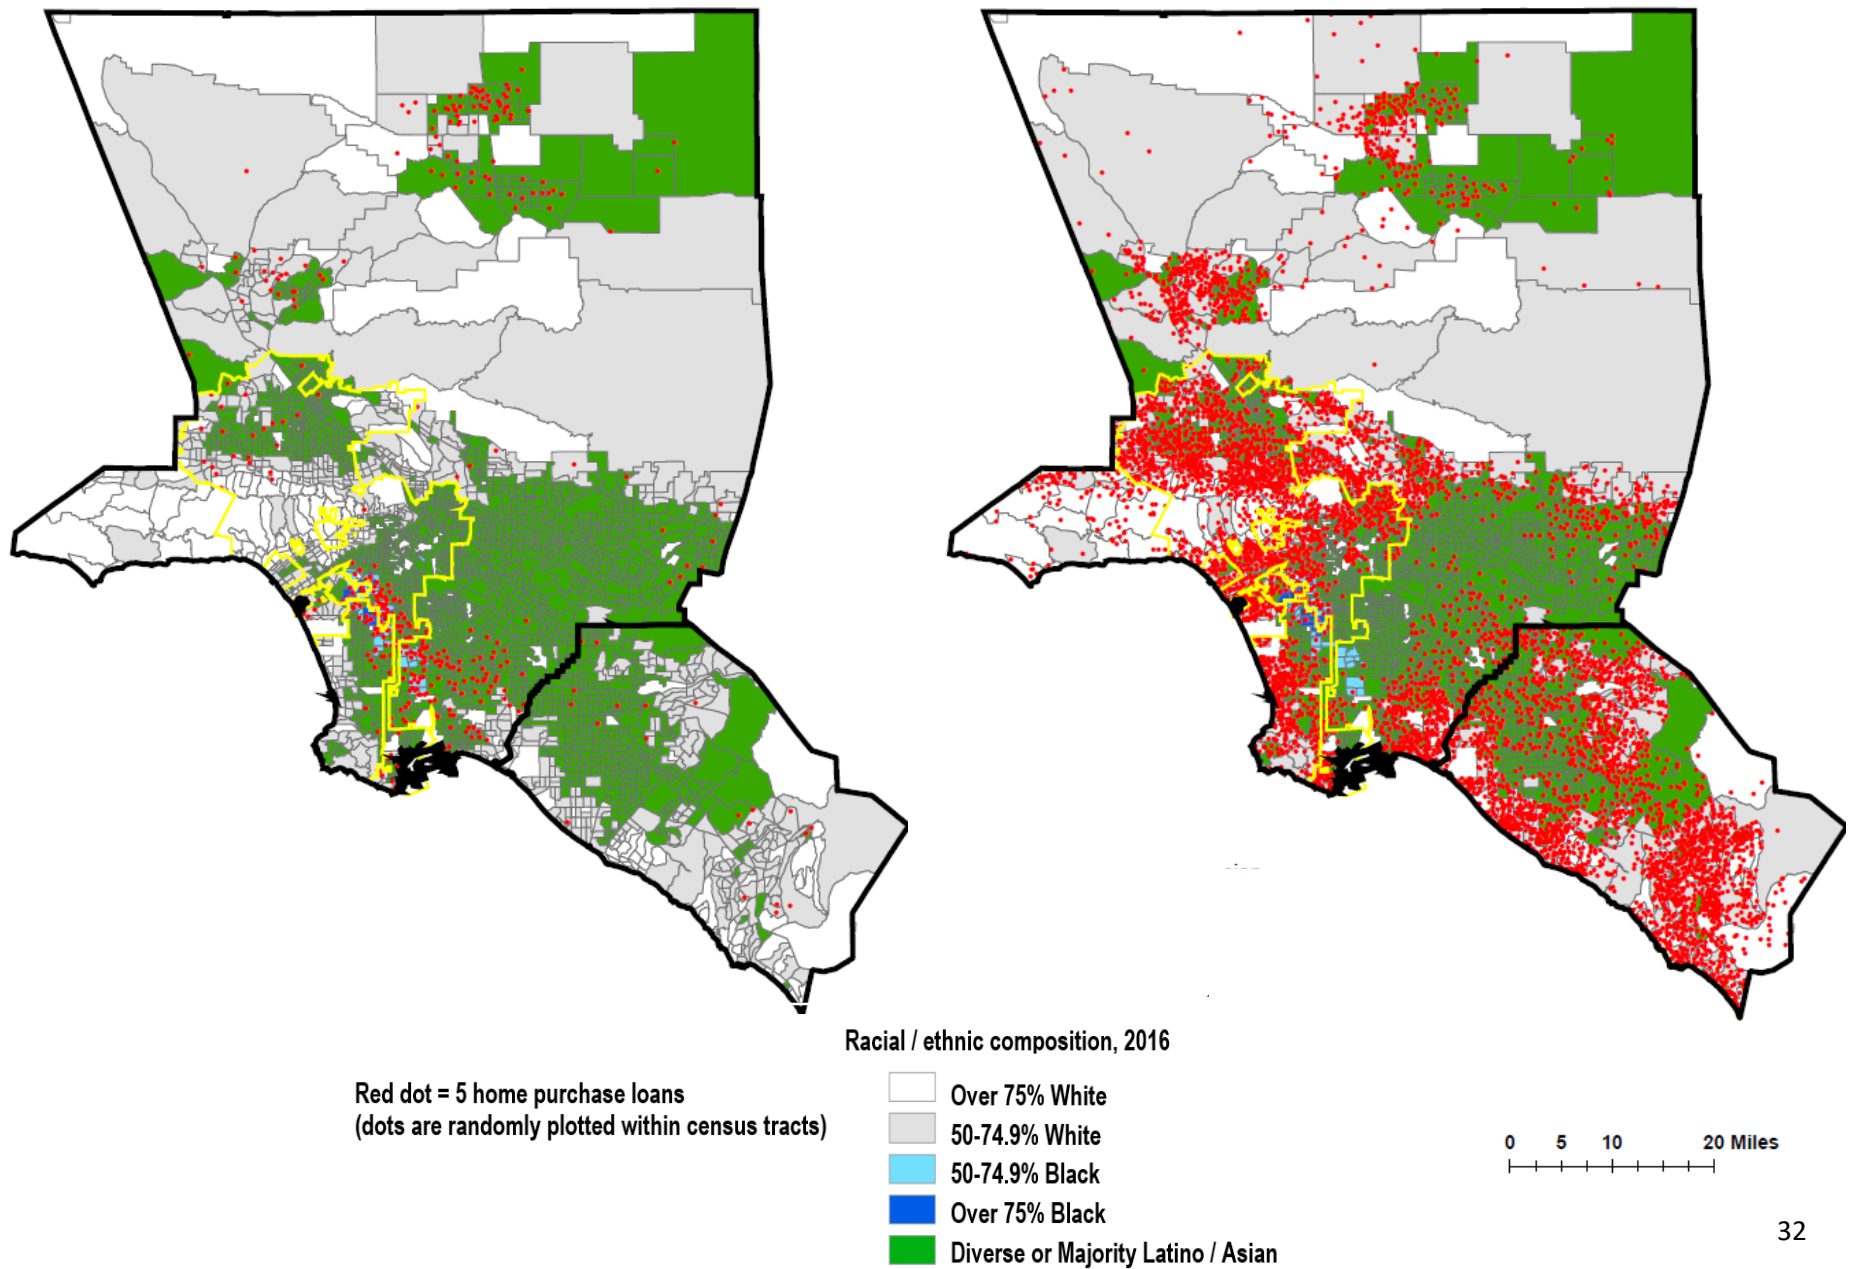 Racial / ethnic composition, 2016
Red dot = 5 home purchase loans
(dots are randomly plotted within census tracts)
Over 75% White
50-74.9% White
50-74.9% Black
Over 75% Black
Diverse or Majority Latino / Asian
0 5 10 20 Miles
32